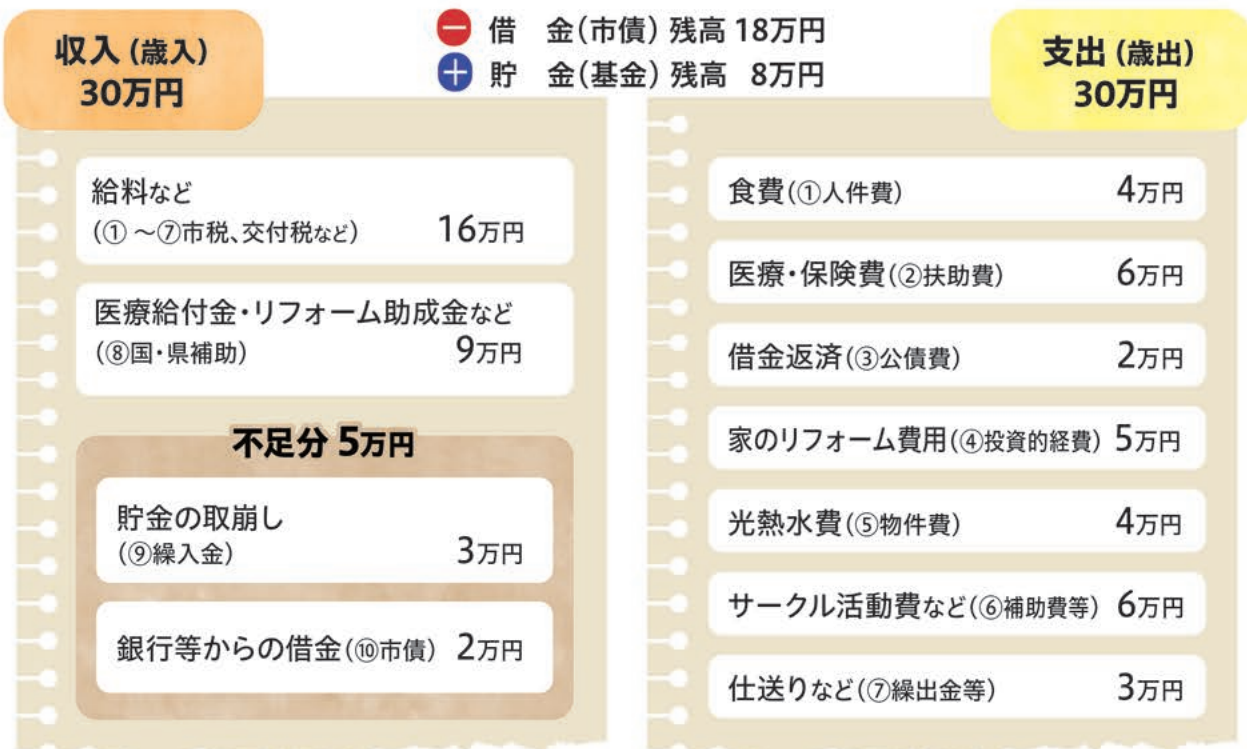 収入（歳入）
30万円
借　金（市債）残高 18万円
貯　金（基金）残高 8万円
支出（歳出）
30万円
給料など
（①～⑦市税、交付税など） 16万円
医療給付金・リフォーム助成金など
（⑧国・県補助） 9万円
不足分 5万円
貯金の取崩し
（⑨繰入金） 3万円
銀行等からの借金（⑩市債） 2万円
食費（①人件費） 4万円
医療・保険費（②扶助費） 6万円
借金返済（③公債費） 2万円
家のリフォーム費用（④投資的経費） 5万円
光熱水費（⑤物件費） 4万円
サークル活動費など（⑥補助費等） 6万円
仕送りなど（⑦繰出金等） 3万円